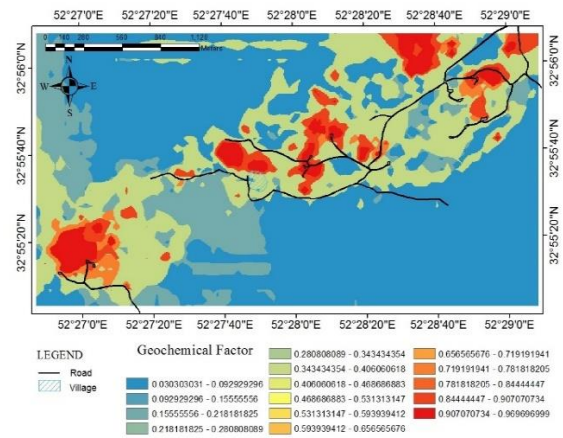 52°27'0"E 52°27'20"E 52°27'40"E 52°28'0"E 52°28'20"E 52°28'40"E 52°29'0"E
Meters
N
W E
S
32°56'0"N 32°56'0"N
32°55'40"N 32°55'40"N
32°55'20"N 32°55'20"N
52°27'0"E 52°27'20"E 52°27'40"E 52°28'0"E 52°28'20"E 52°28'40"E 52°29'0"E
LEGEND
Road
Village
Geochemical Factor
0.030303031 - 0.092929296
0.092929296 - 0.15555556
0.15555556 - 0.218181825
0.218181825 - 0.280808089
0.280808089 - 0.343434354
0.343434354 - 0.406060618
0.406060618 - 0.468686883
0.468686883 - 0.531313147
0.531313147 - 0.593939412
0.593939412 - 0.656565676
0.656565676 - 0.719191941
0.719191941 - 0.781818205
0.781818205 - 0.84444447
0.84444447 - 0.907070734
0.907070734 - 0.969696999